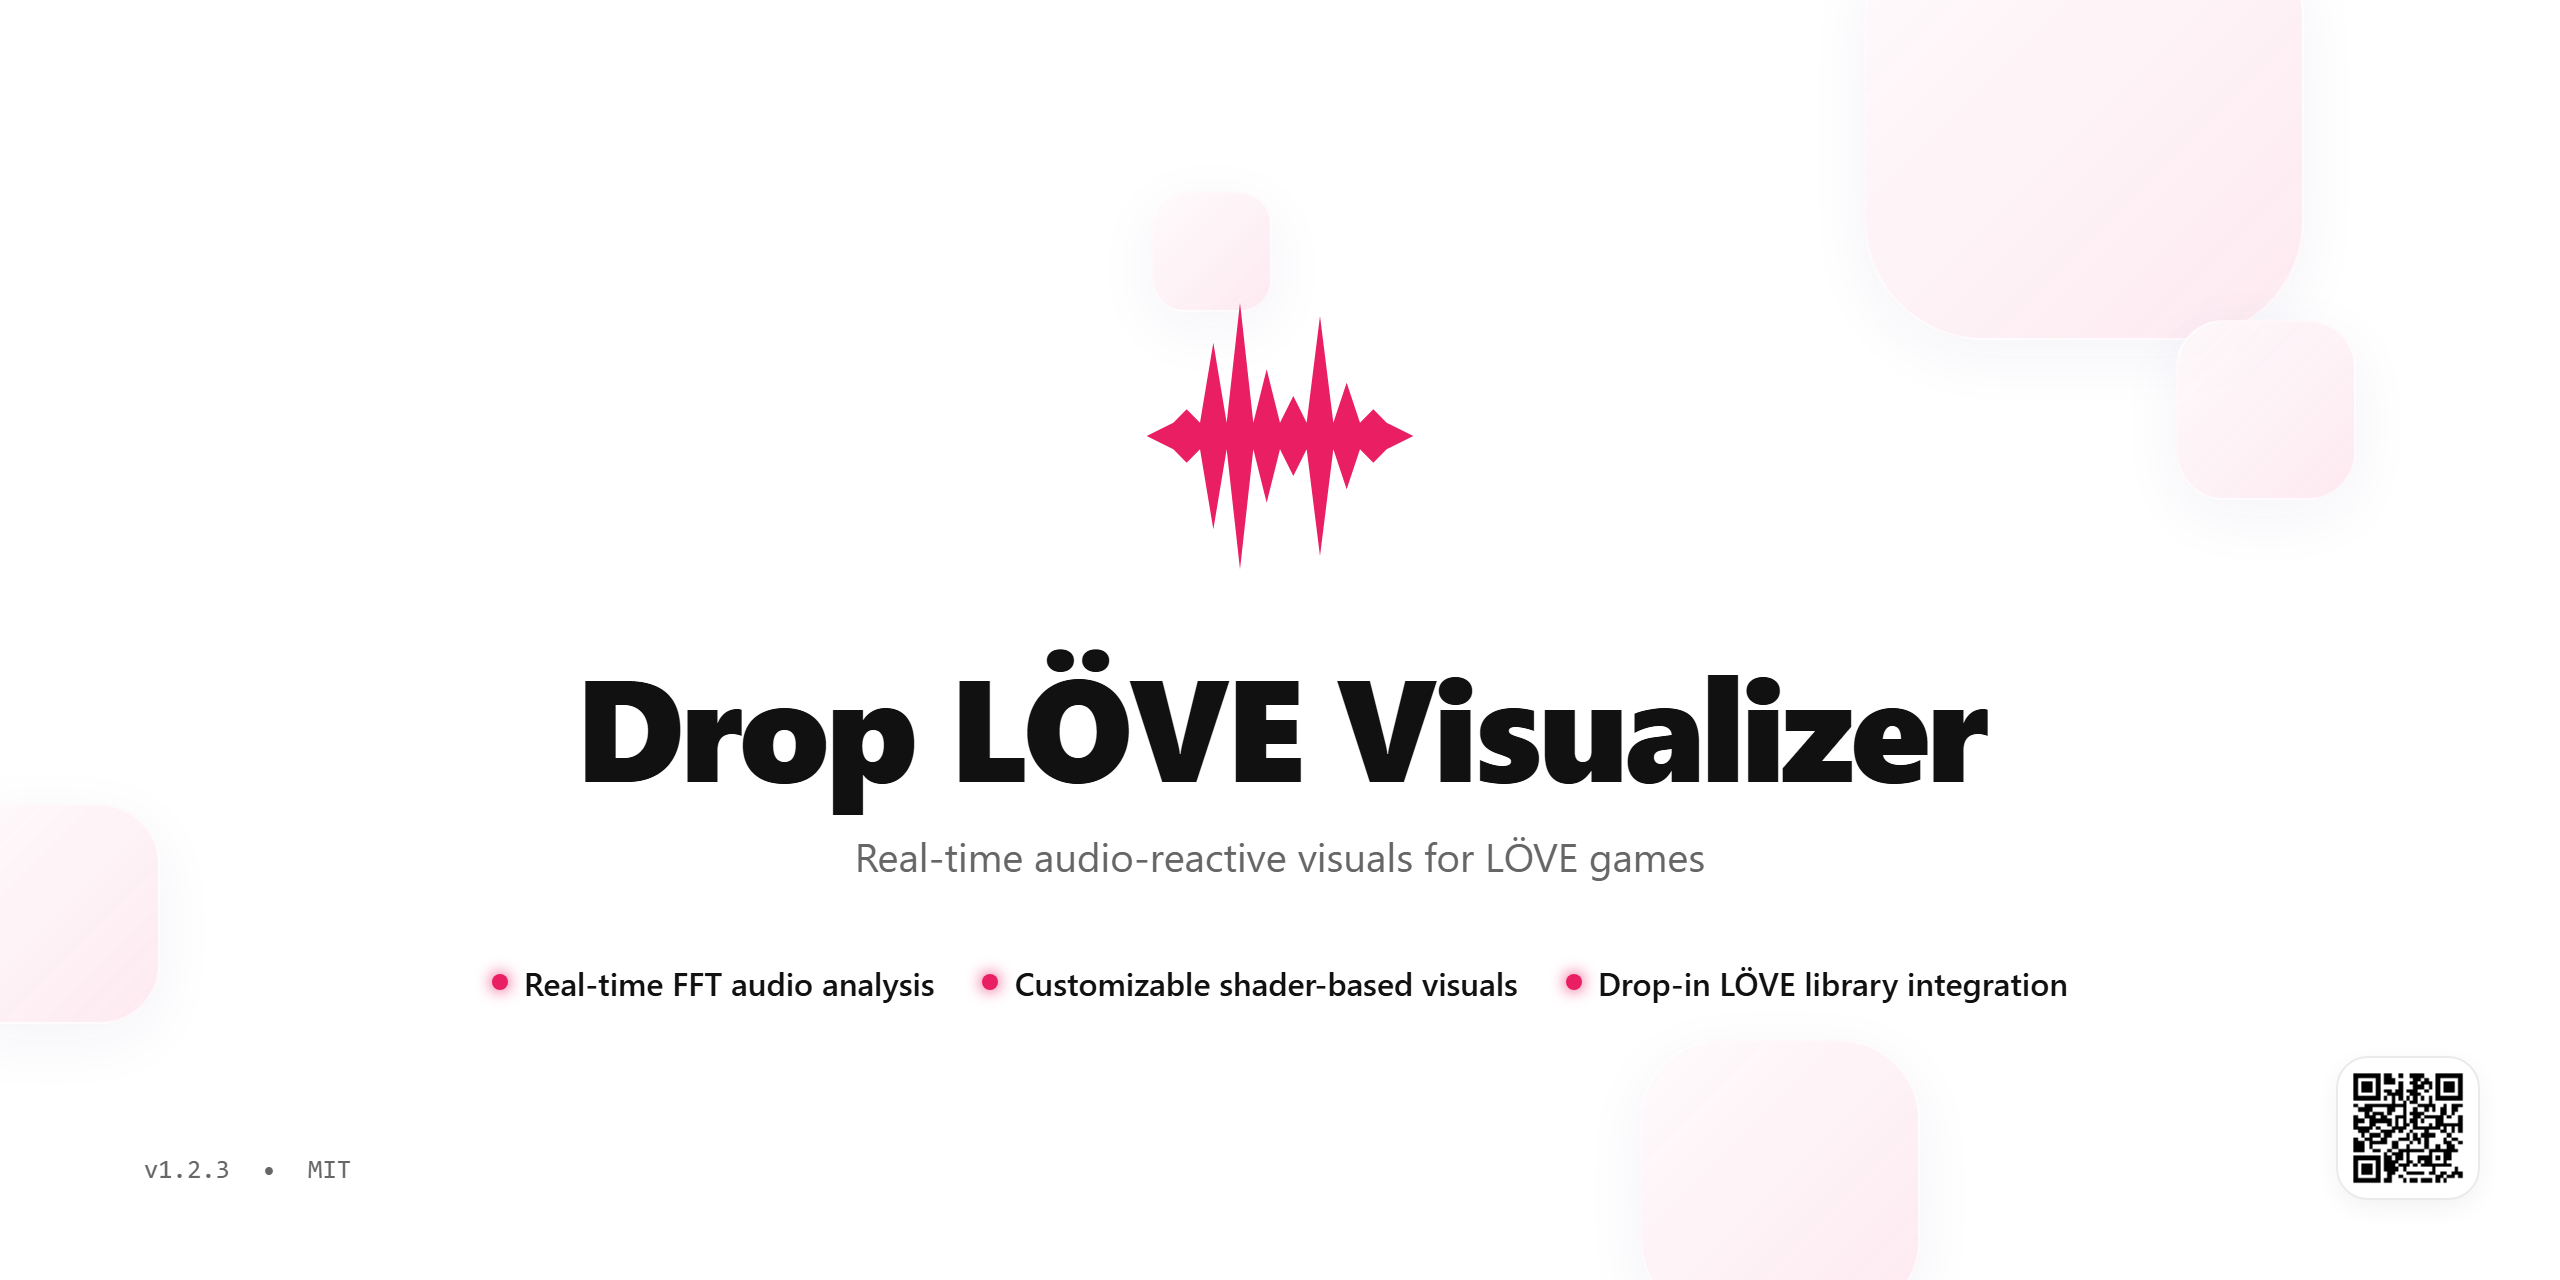 Drop LÖVE Visualizer
Real-time audio-reactive visuals for LÖVE games
Real-time FFT audio analysis
Customizable shader-based visuals
Drop-in LÖVE library integration
v1.2.3 • MIT